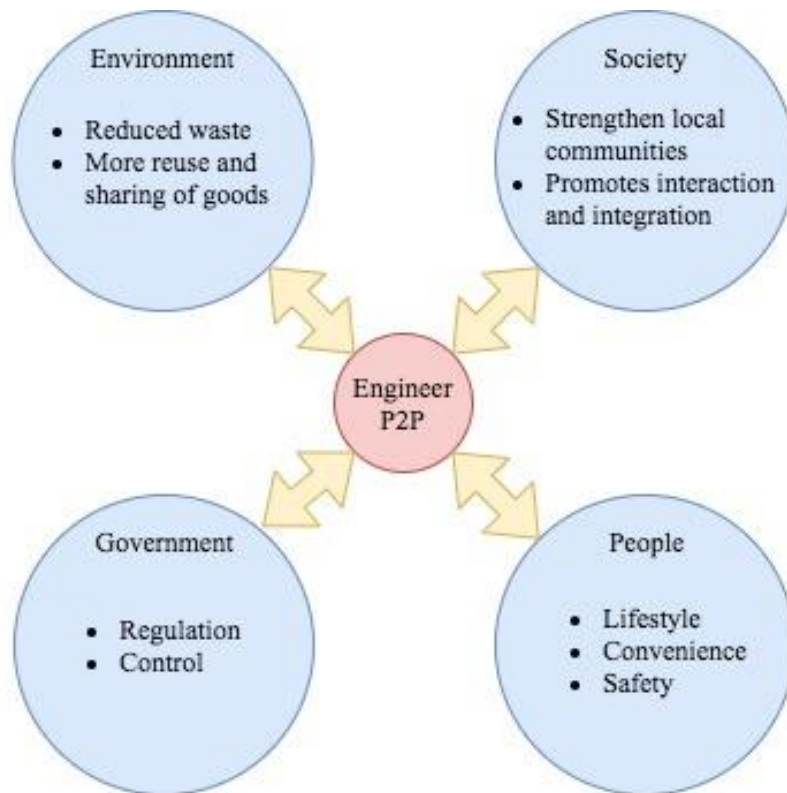 Environment
• Reduced waste
• More reuse and
sharing of goods
Society
• Strengthen local
communities
• Promotes interaction
and integration
Engineer
P2P
Government
• Regulation
• Control
People
• Lifestyle
• Convenience
• Safety